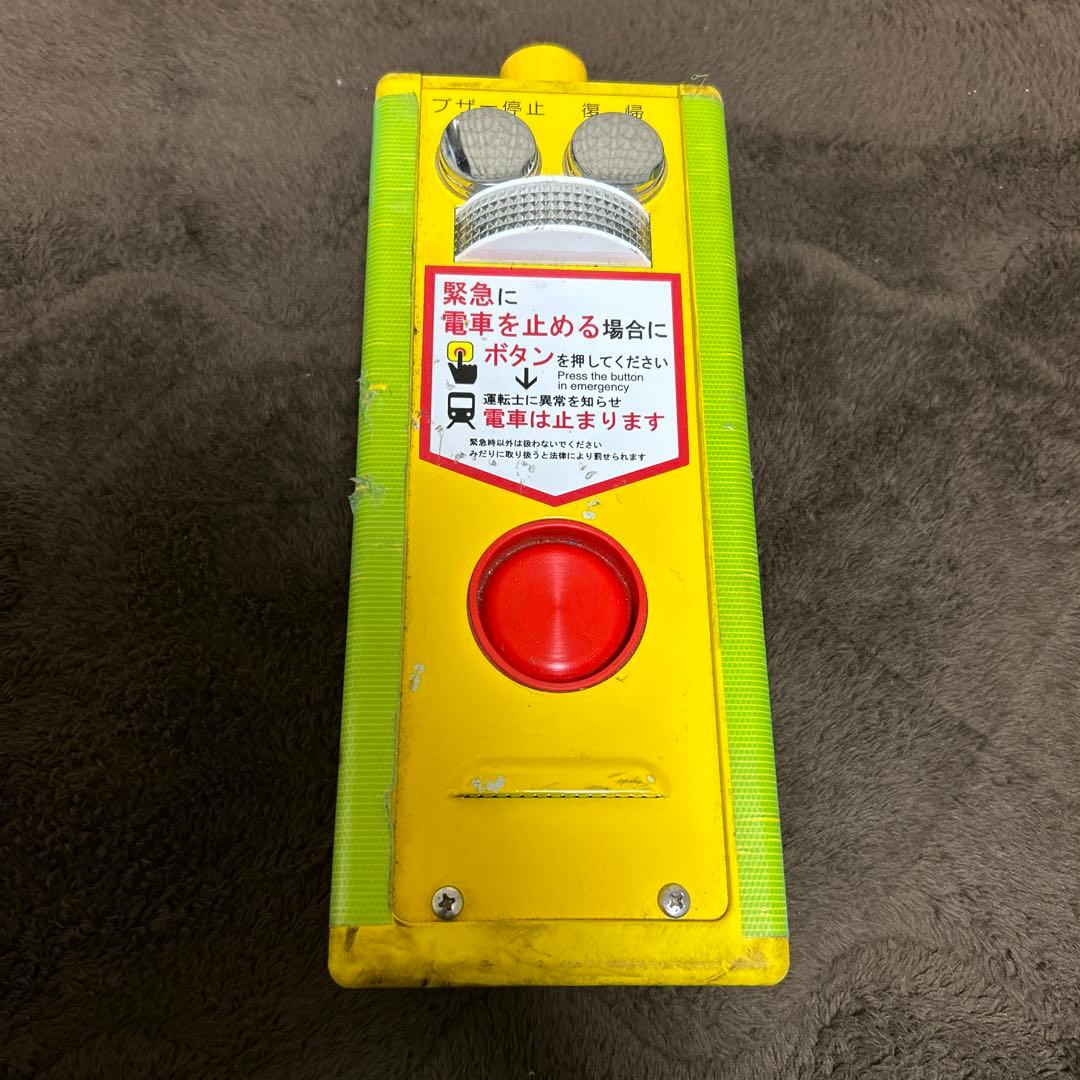 ブザー停止 復帰
緊急に
電車を止める場合に
ボタンを押してください
Press the button
in emergency
運転士に異常を知らせ
電車は止まります
緊急時以外は扱わないでください
みだりに取り扱うと法律により罰せられます